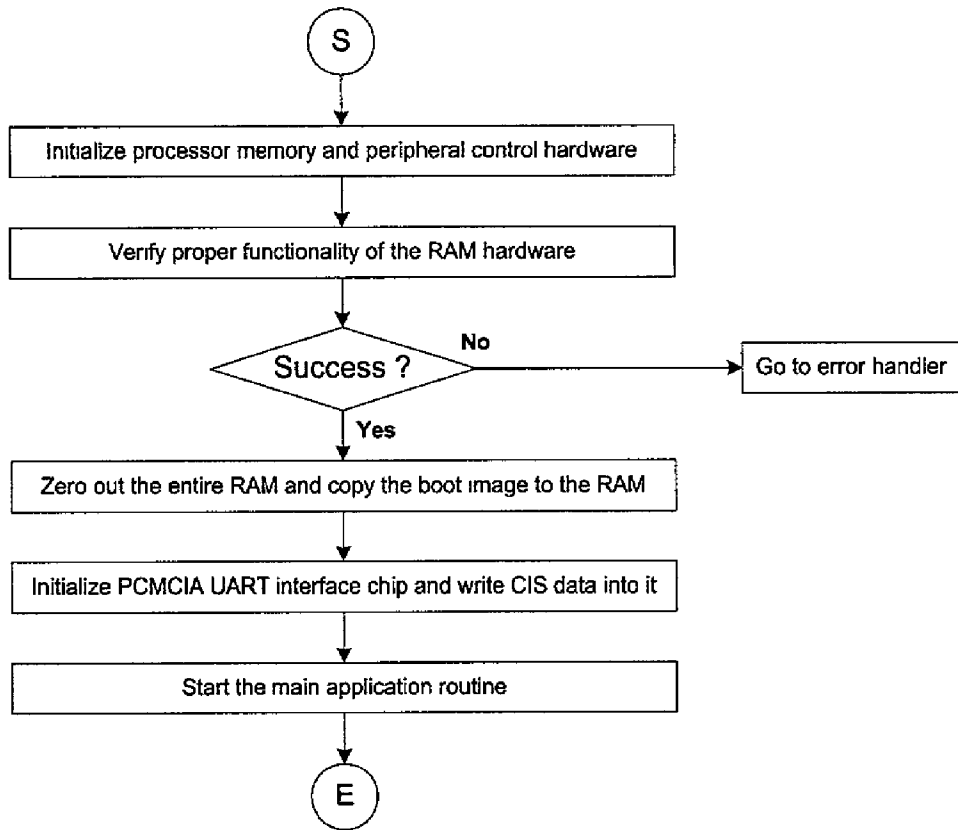 S
Initialize processor memory and peripheral control hardware
Verify proper functionality of the RAM hardware
Success ?
No
Go to error handler
Yes
Zero out the entire RAM and copy the boot image to the RAM
Initialize PCMCIA UART interface chip and write CIS data into it
Start the main application routine
E